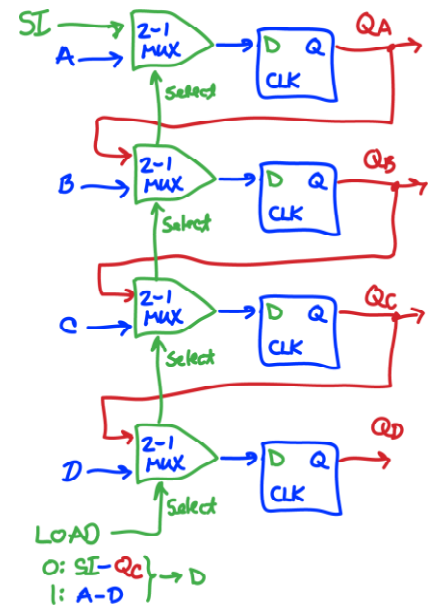 SI
A
2-1
MUX
D Q
CLK
QA
Select
B
2-1
MUX
D Q
CLK
QB
Select
C
2-1
MUX
D Q
CLK
QC
Select
D
2-1
MUX
D Q
CLK
QD
Select
LOAD
0: SI-QC
1: A-D
→ D